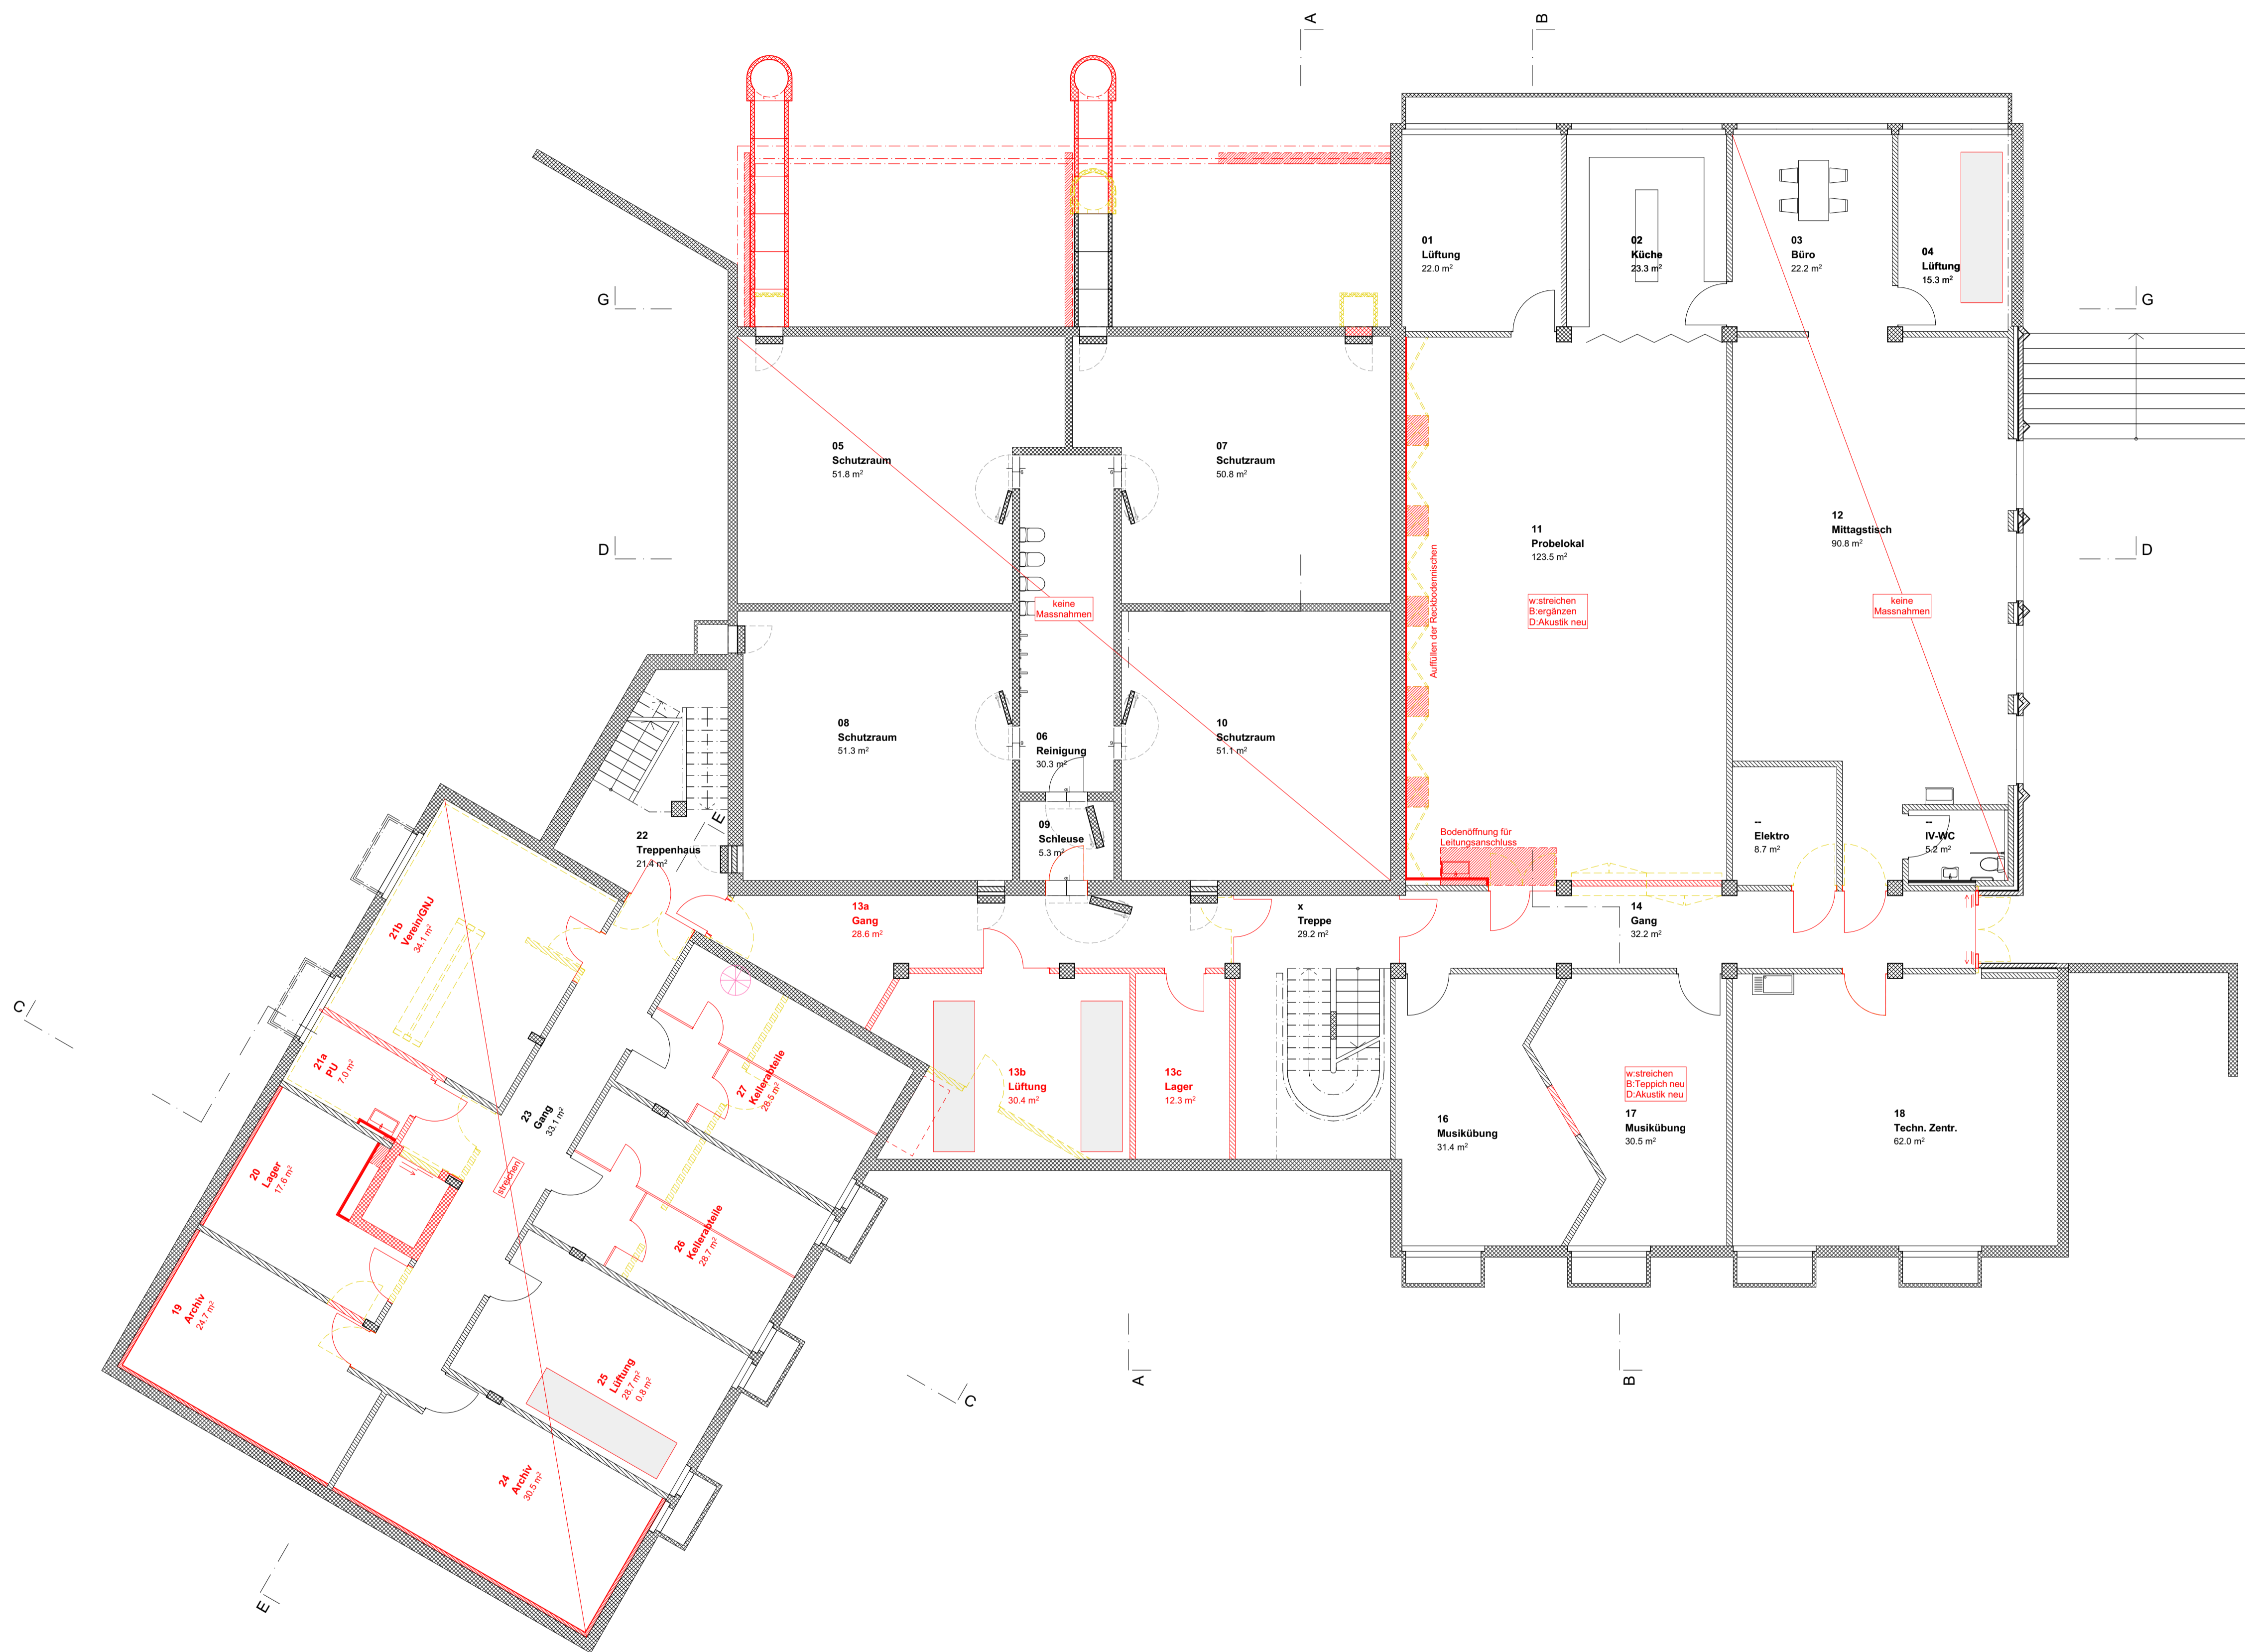 A
B
01
Lüftung
22.0 m²
02
Küche
23.3 m²
03
Büro
22.2 m²
04
Lüftung
15.3 m²
G
G
05
Schutzraum
51.8 m²
07
Schutzraum
50.8 m²
D
D
11
Probelokal
123.5 m²
12
Mittagstisch
90.8 m²
keine
Massnahmen
Auffüllen der Reckbodennischen
w:streichen
B:ergänzen
D:Akustik neu
keine
Massnahmen
08
Schutzraum
51.3 m²
06
Reinigung
30.3 m²
10
Schutzraum
51.1 m²
E
22
Treppenhaus
21.4 m²
09
Schleuse
5.3 m²
Bodenöffnung für
Leitungsanschluss
--
Elektro
8.7 m²
--
IV-WC
5.2 m²
21b
Verein/GNJ
34.1 m²
13a
Gang
28.6 m²
x
Treppe
29.2 m²
14
Gang
32.2 m²
C
21a
PU
7.0 m²
27
Kellerabteile
28.5 m²
13b
Lüftung
30.4 m²
13c
Lager
12.3 m²
w:streichen
B:Teppich neu
D:Akustik neu
23
Gang
33.1 m²
16
Musikübung
31.4 m²
17
Musikübung
30.5 m²
18
Techn. Zentr.
62.0 m²
20
Lager
17.6 m²
streichen
26
Kellerabteile
28.7 m²
19
Archiv
24.7 m²
25
Lüftung
28.7 m²
0.8 m²
C
A
B
24
Archiv
30.5 m²
E